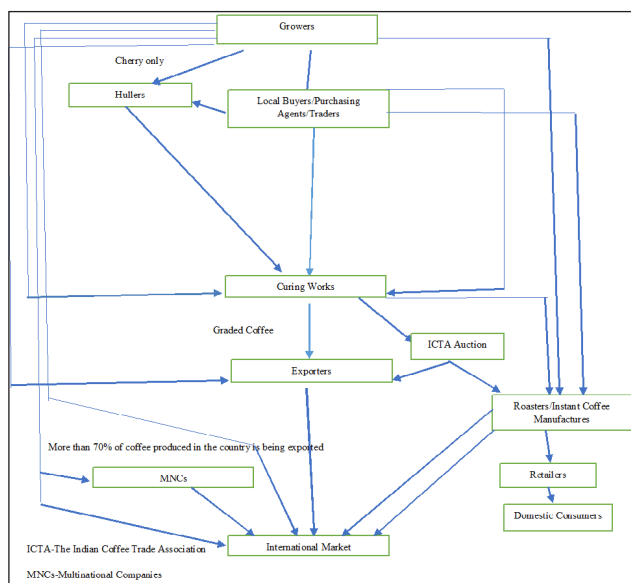 Growers
Cherry only
Hullers
Local Buyers/Purchasing
Agents/Traders
Curing Works
Graded Coffee
ICTA Auction
Exporters
Roasters/Instant Coffee
Manufactures
More than 70% of coffee produced in the country is being exported
MNCs
Retailers
Domestic Consumers
International Market
ICTA-The Indian Coffee Trade Association
MNCs-Multinational Companies